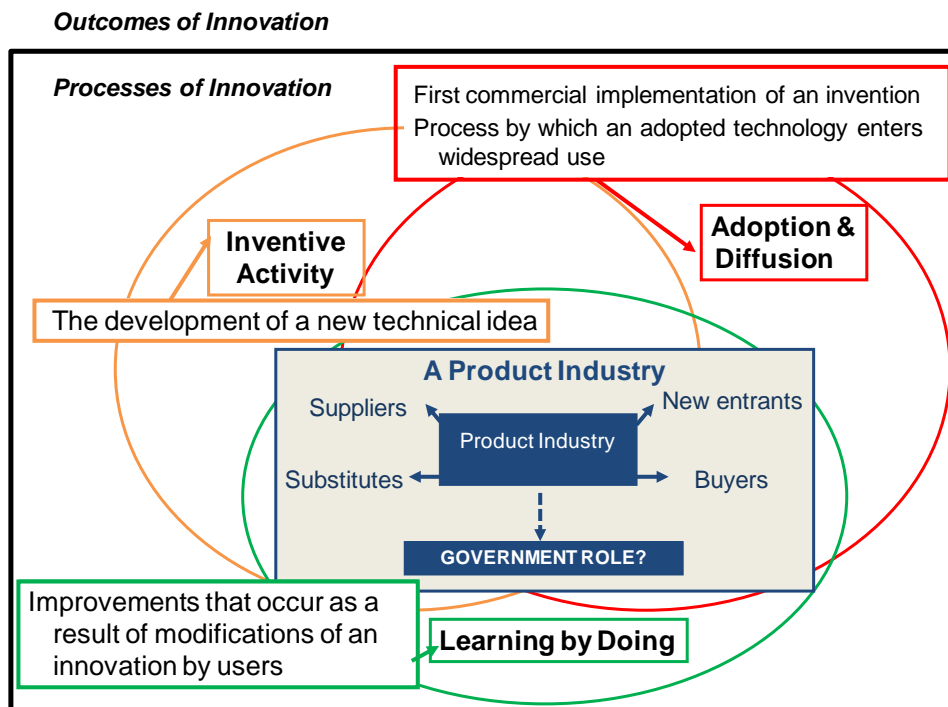 Outcomes of Innovation
Processes of Innovation
First commercial implementation of an invention
Process by which an adopted technology enters
widespread use
Inventive
Activity
Adoption &
Diffusion
The development of a new technical idea
A Product Industry
Suppliers
New entrants
Product Industry
Substitutes
Buyers
GOVERNMENT ROLE?
Improvements that occur as a
result of modifications of an
innovation by users
Learning by Doing